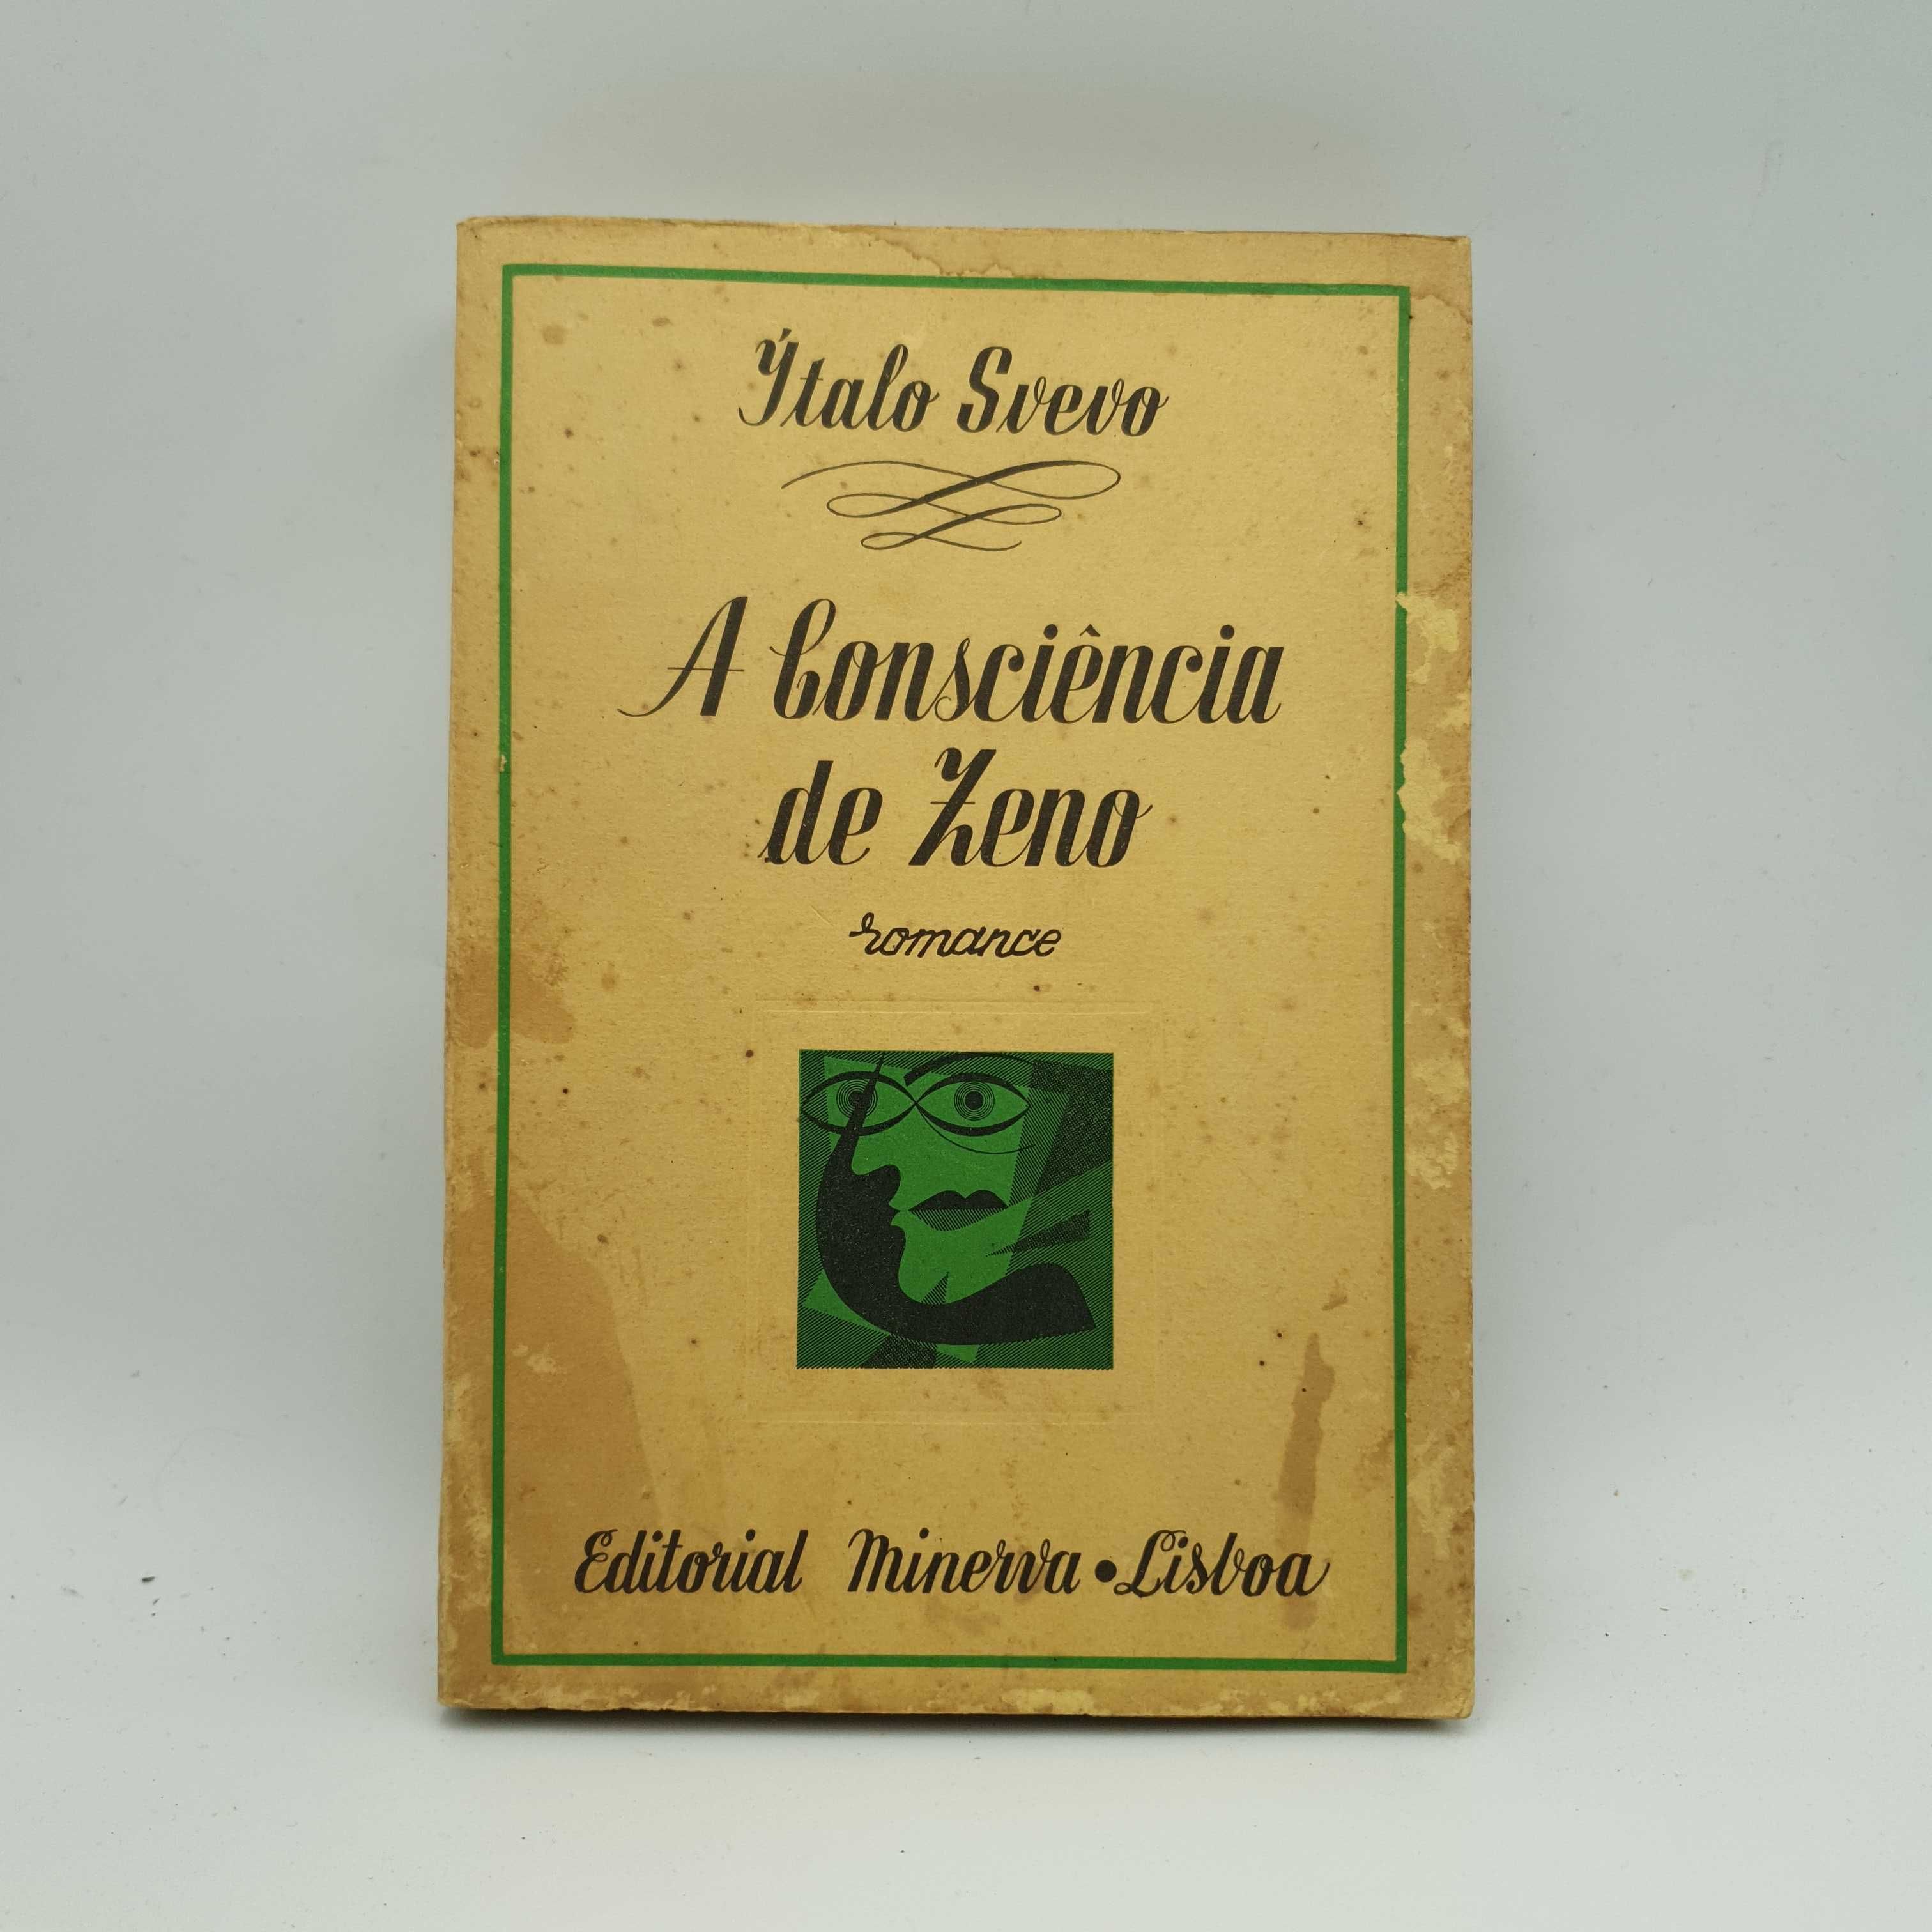 Ítalo Svevo
A Consciência
de Zeno
romance
Editorial Minerva • Lisboa